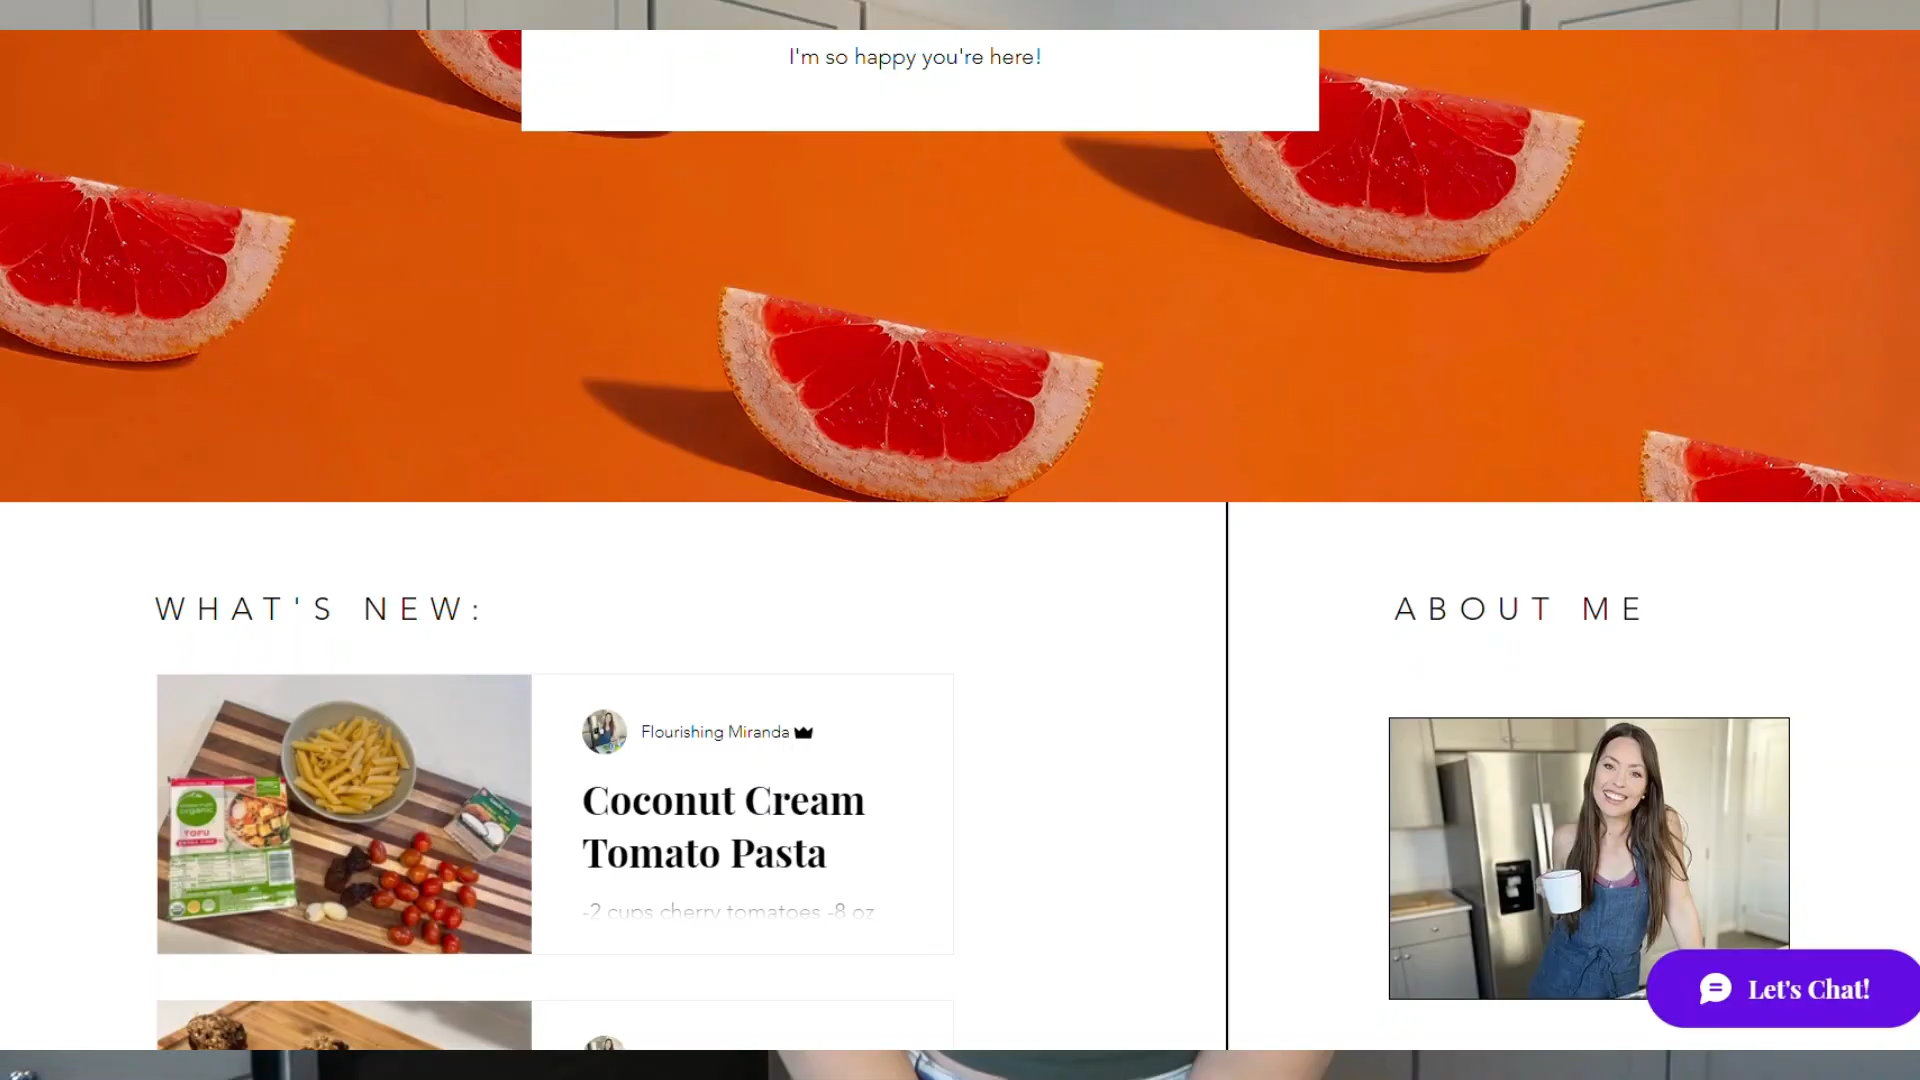 I'm so happy you're here!
WHAT'S NEW:
ABOUT ME
Flourishing Miranda
Coconut Cream
Tomato Pasta
-2 cups cherry tomatoes -8 oz
TOFU
Let's Chat!